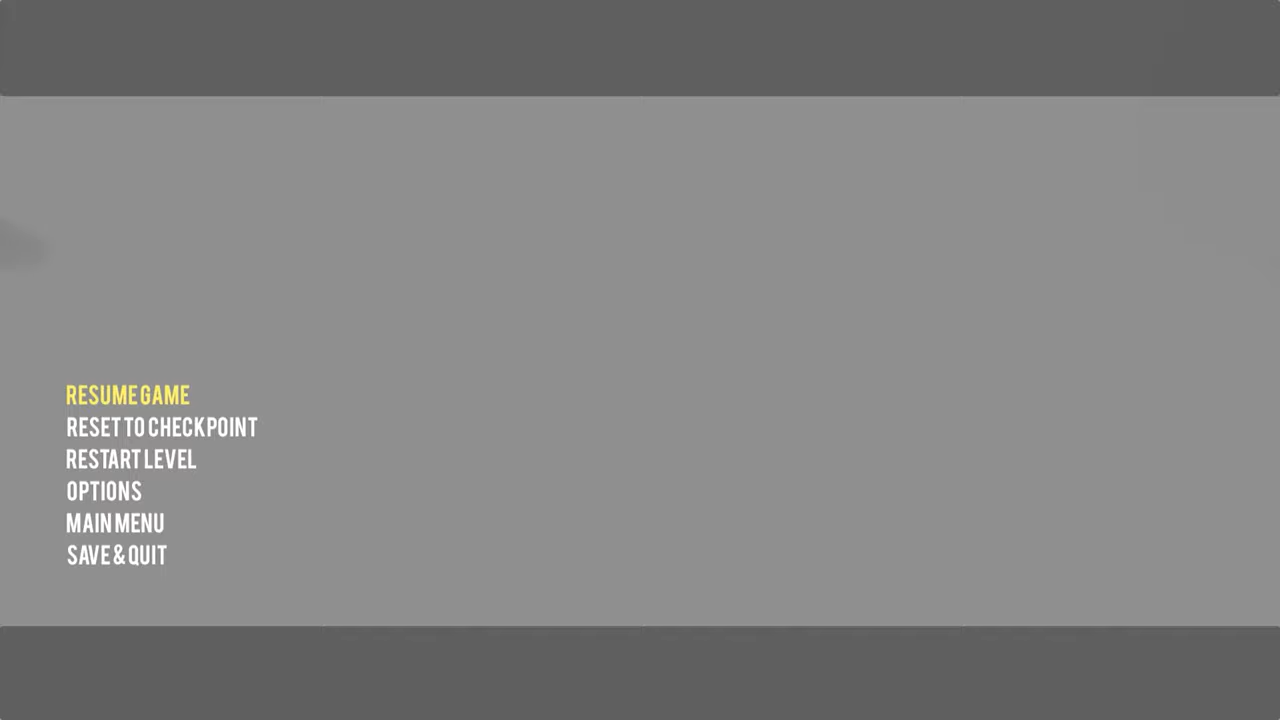 RESUME GAME
RESET TO CHECKPOINT
RESTART LEVEL
OPTIONS
MAIN MENU
SAVE & QUIT